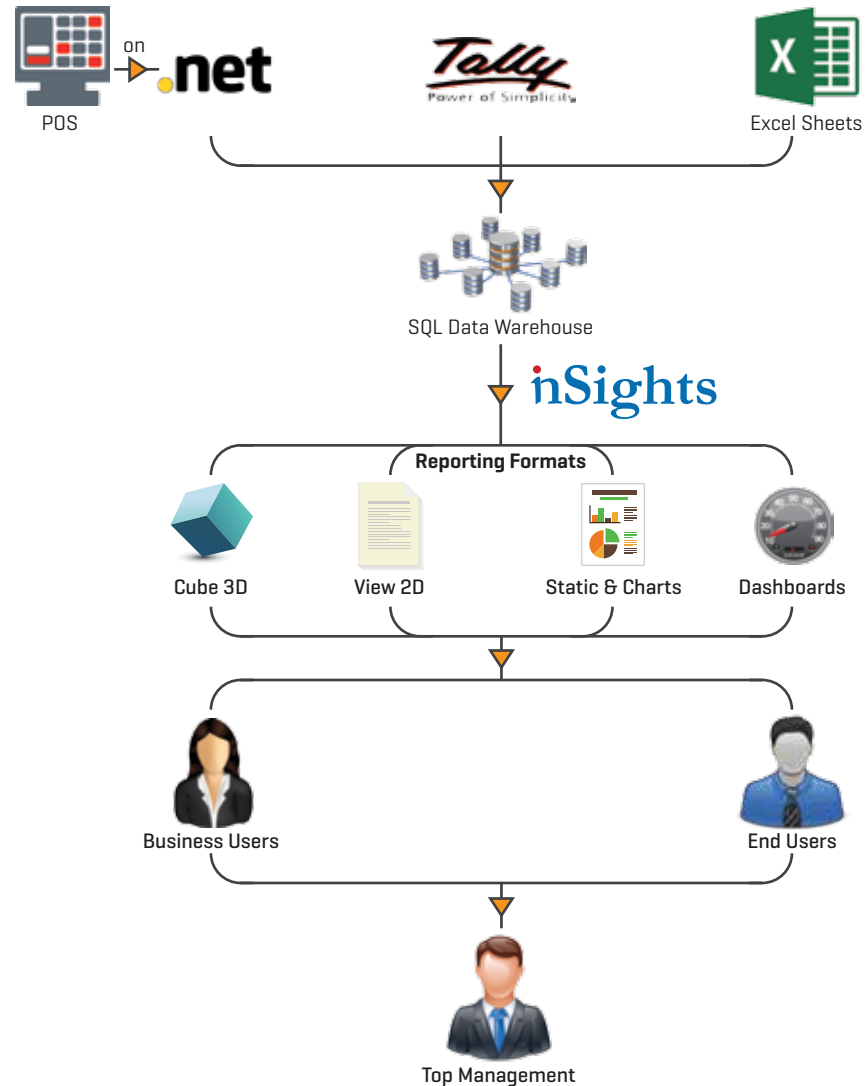 on
.net
POS
Tally
Power of Simplicity
X
Excel Sheets
SQL Data Warehouse
inSights
Reporting Formats
Cube 3D
View 2D
Static & Charts
Dashboards
Business Users
End Users
Top Management